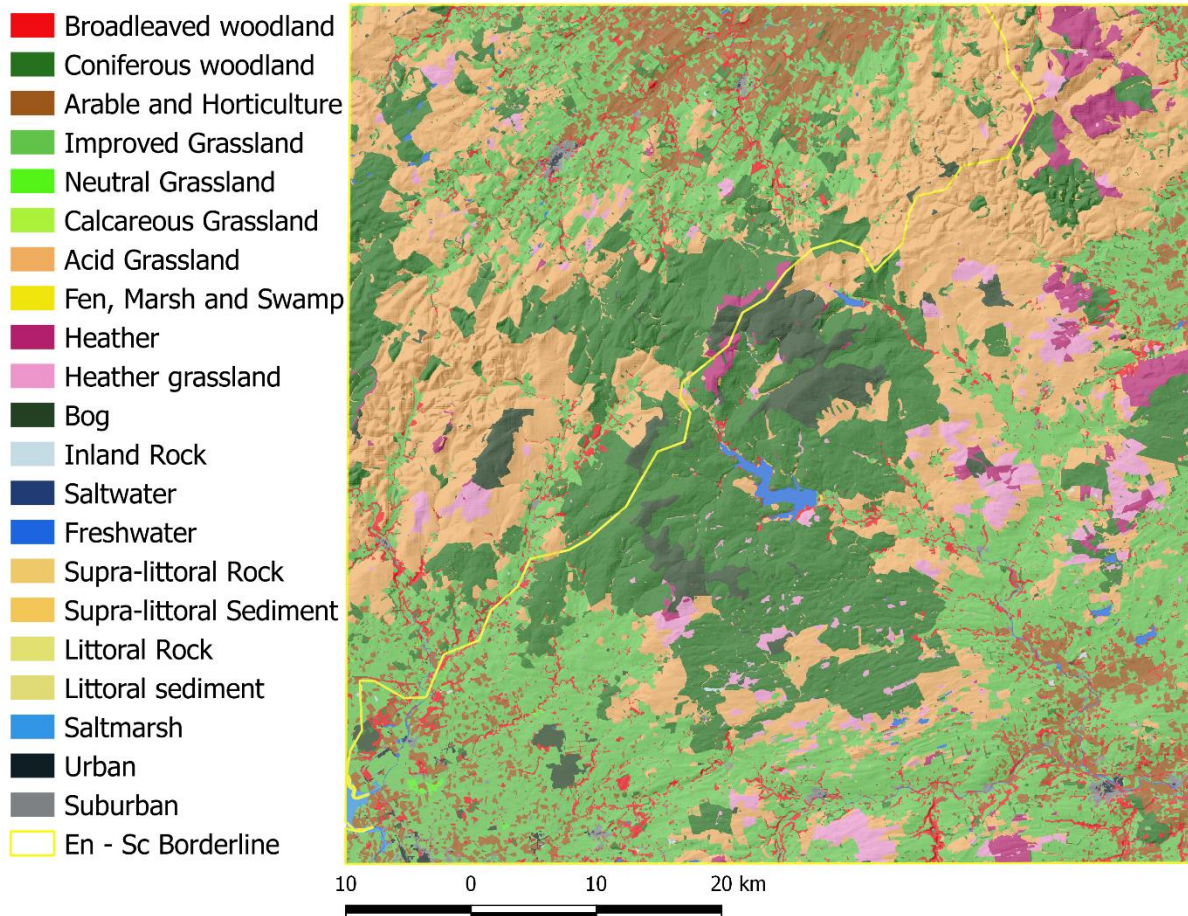 Broadleaved woodland
Coniferous woodland
Arable and Horticulture
Improved Grassland
Neutral Grassland
Calcareous Grassland
Acid Grassland
Fen, Marsh and Swamp
Heather
Heather grassland
Bog
Inland Rock
Saltwater
Freshwater
Supra-littoral Rock
Supra-littoral Sediment
Littoral Rock
Littoral sediment
Saltmarsh
Urban
Suburban
En - Sc Borderline
10 0 10 20 km